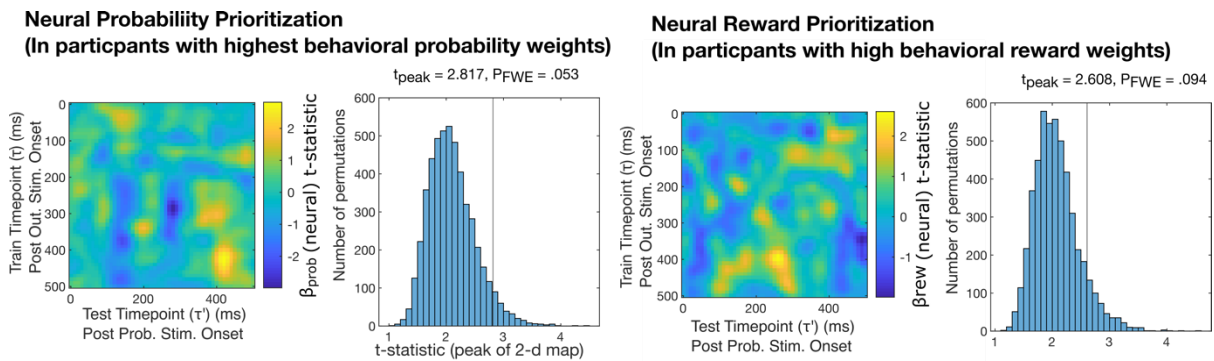 Neural Probabiliity Prioritization
(In particpants with highest behavioral probability weights)
tpeak = 2.817, PFWE = .053
Train Timepoint (τ) (ms)
Post Out. Stim. Onset
0
100
200
300
400
500
0
200
400
Test Timepoint (τ') (ms)
Post Prob. Stim. Onset
2
1
0
-1
-2
βprob (neural) t-statistic
Number of permutations
600
500
400
300
200
100
0
1
2
3
4
t-statistic (peak of 2-d map)
Neural Reward Prioritization
(In particpants with high behavioral reward weights)
tpeak = 2.608, PFWE = .094
Train Timepoint (τ) (ms)
Post Out. Stim. Onset
0
100
200
300
400
500
0
200
400
Test Timepoint (τ') (ms)
Post Prob. Stim. Onset
2
1
0
-1
βrew (neural) t-statistic
Number of permutations
600
500
400
300
200
100
0
1
2
3
4